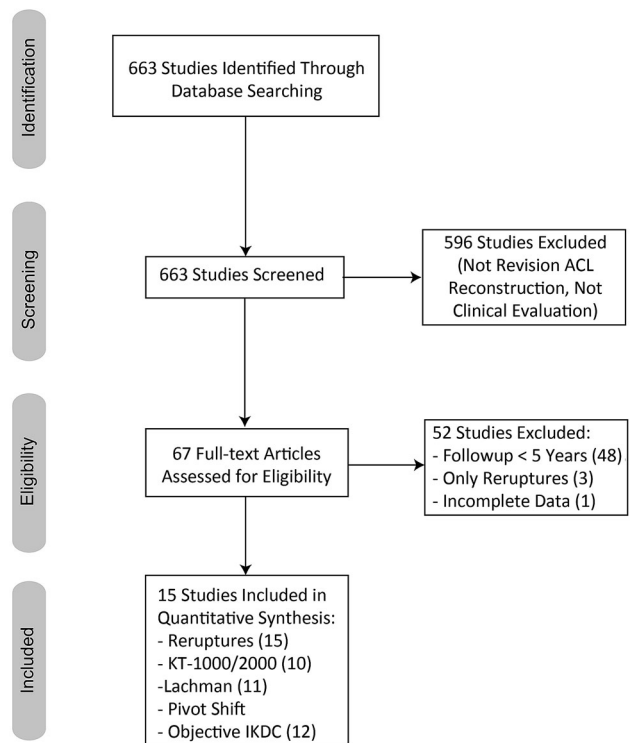 Identification
663 Studies Identified Through
Database Searching
Screening
663 Studies Screened
596 Studies Excluded
(Not Revision ACL
Reconstruction, Not
Clinical Evaluation)
Eligibility
67 Full-text Articles
Assessed for Eligibility
52 Studies Excluded:
- Followup < 5 Years (48)
- Only Reruptures (3)
- Incomplete Data (1)
Included
15 Studies Included in
Quantitative Synthesis:
- Reruptures (15)
- KT-1000/2000 (10)
-Lachman (11)
- Pivot Shift
- Objective IKDC (12)